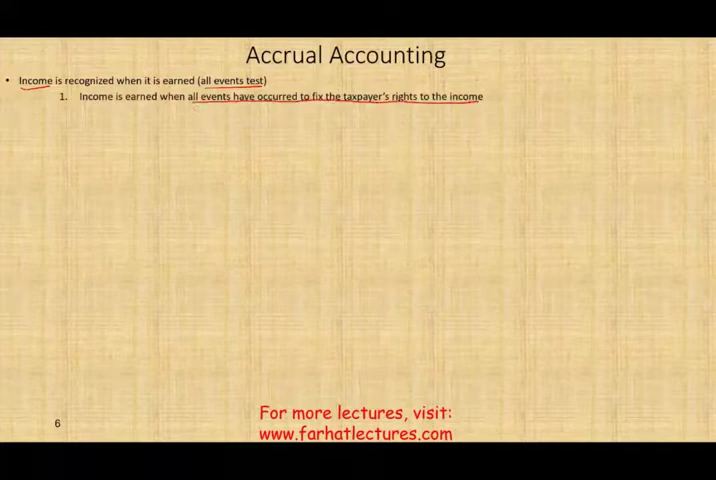 Accrual Accounting
• Income is recognized when it is earned (all events test)
1. Income is earned when all events have occurred to fix the taxpayer's rights to the income
For more lectures, visit:
www.farhatlectures.com
6